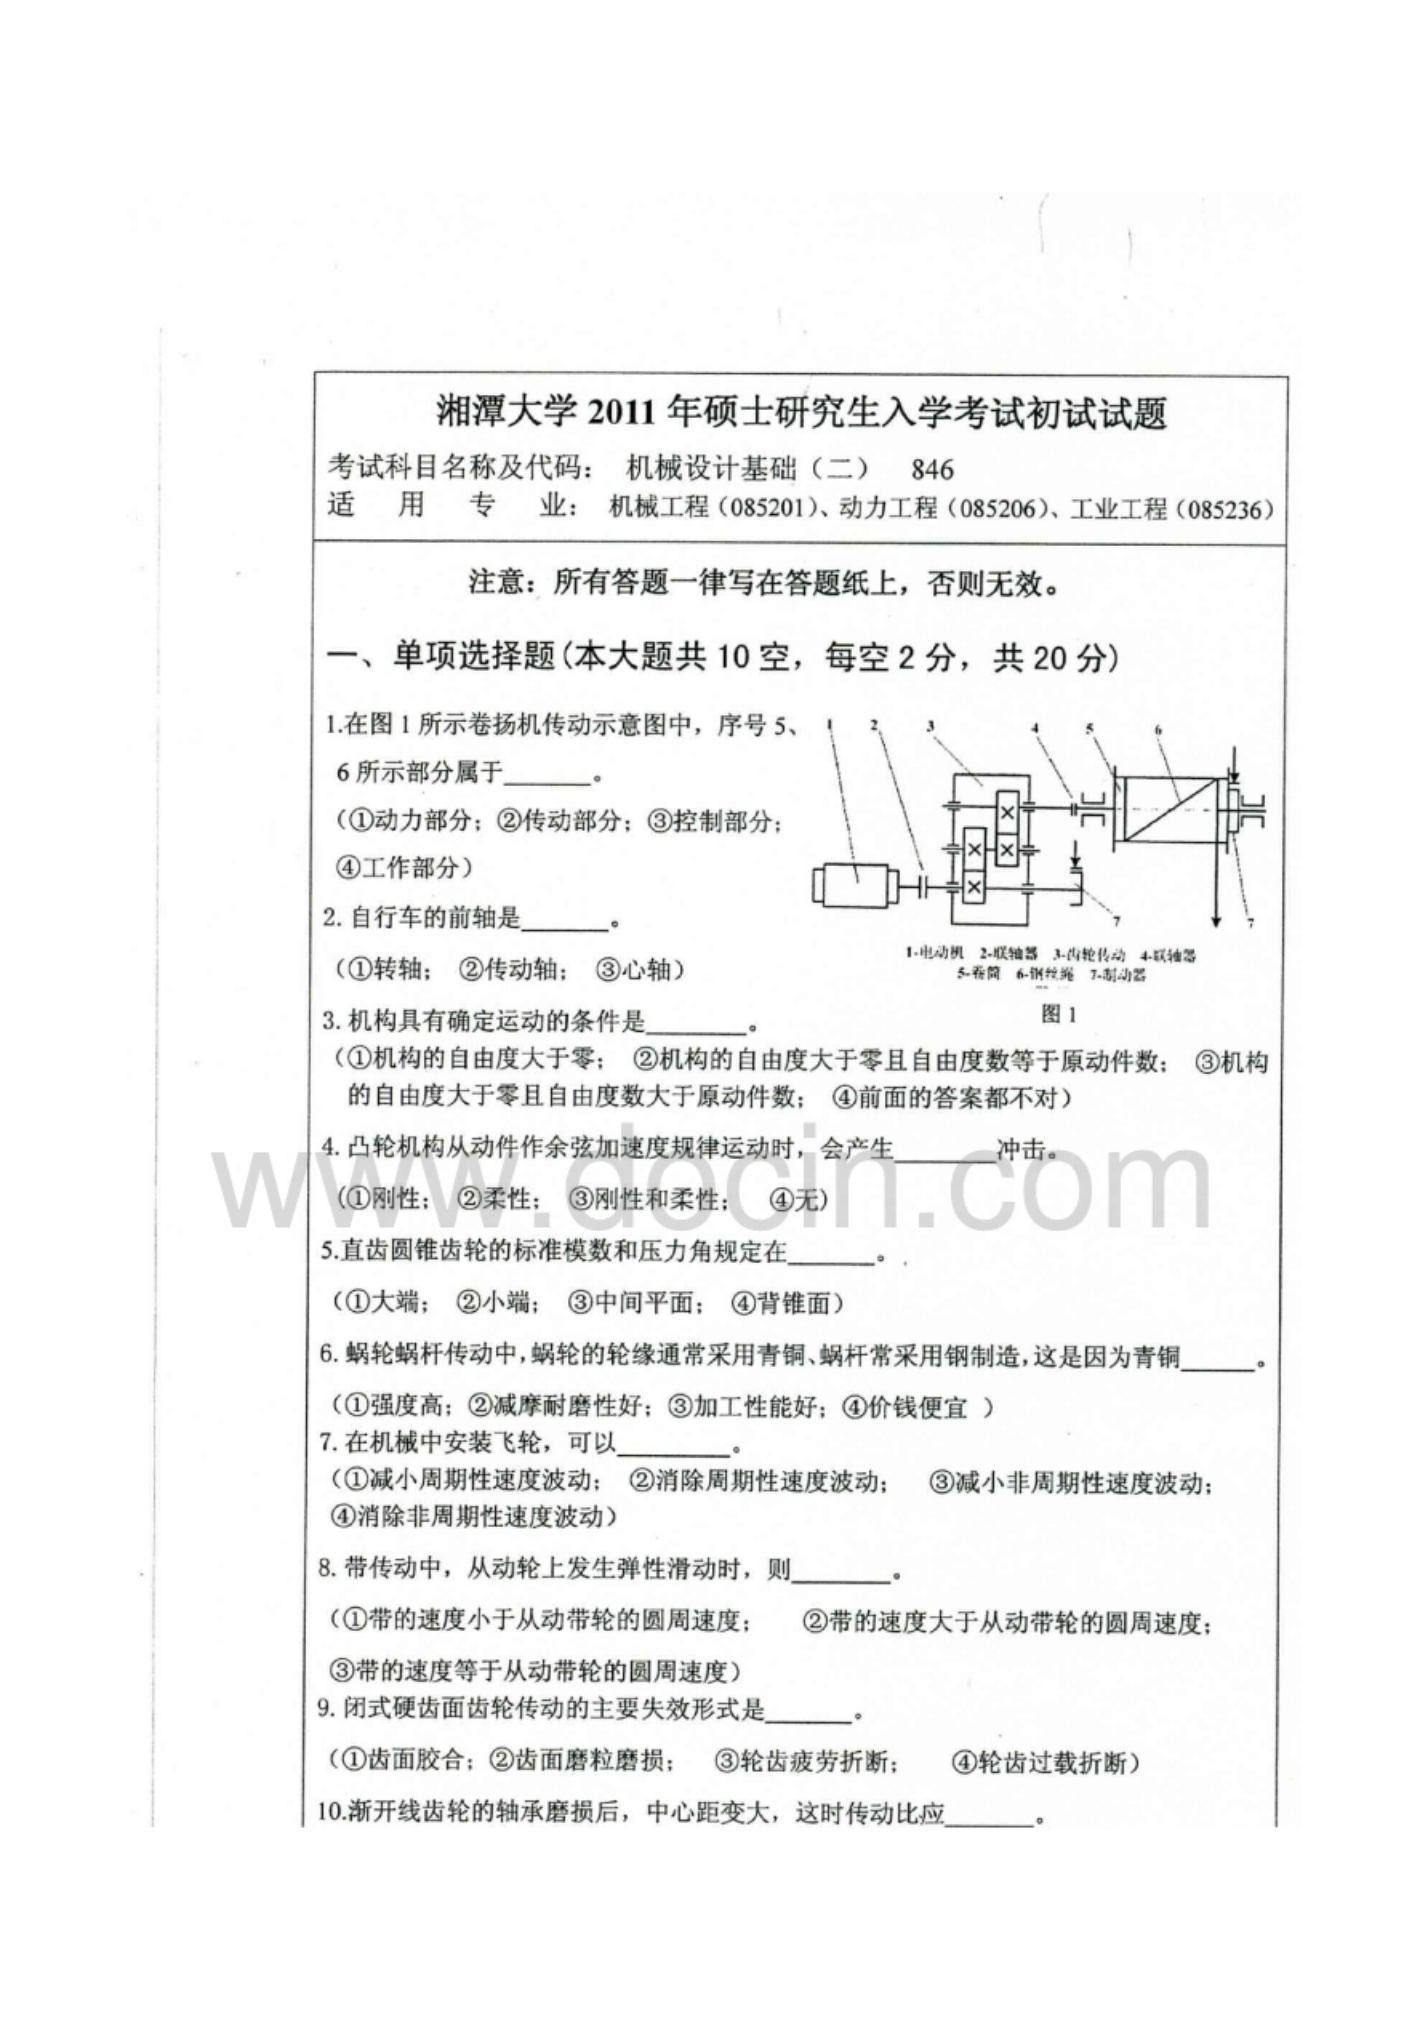 湘潭大学 2011 年硕士研究生入学考试初试试题
考试科目名称及代码： 机械设计基础（二） 846
适 用 专 业： 机械工程（085201）、动力工程（085206）、工业工程（085236）
注意：所有答题一律写在答题纸上，否则无效。
一、单项选择题(本大题共 10 空，每空 2 分，共 20 分)
1.在图 1 所示卷扬机传动示意图中，序号 5、
6 所示部分属于______。
（①动力部分；②传动部分；③控制部分；
④工作部分）
1 2 3 4 5 6
7 7
1-电动机 2-联轴器 3-齿轮传动 4-联轴器
5-卷筒 6-钢丝绳 7-制动器
图 1
2. 自行车的前轴是______。
（①转轴； ②传动轴； ③心轴）
3. 机构具有确定运动的条件是_______。
（①机构的自由度大于零； ②机构的自由度大于零且自由度数等于原动件数； ③机构
的自由度大于零且自由度数大于原动件数； ④前面的答案都不对）
4. 凸轮机构从动件作余弦加速度规律运动时，会产生_______冲击。
（①刚性； ②柔性； ③刚性和柔性； ④无）
5.直齿圆锥齿轮的标准模数和压力角规定在______。
（①大端； ②小端； ③中间平面； ④背锥面）
6. 蜗轮蜗杆传动中，蜗轮的轮缘通常采用青铜、蜗杆常采用钢制造，这是因为青铜_____。
（①强度高；②减摩耐磨性好；③加工性能好；④价钱便宜 ）
7. 在机械中安装飞轮，可以________。
（①减小周期性速度波动； ②消除周期性速度波动； ③减小非周期性速度波动；
④消除非周期性速度波动）
8. 带传动中，从动轮上发生弹性滑动时，则_______。
（①带的速度小于从动带轮的圆周速度； ②带的速度大于从动带轮的圆周速度；
③带的速度等于从动带轮的圆周速度）
9. 闭式硬齿面齿轮传动的主要失效形式是______。
（①齿面胶合；②齿面磨粒磨损； ③轮齿疲劳折断； ④轮齿过载折断）
10.渐开线齿轮的轴承磨损后，中心距变大，这时传动比应______。
www.docin.com